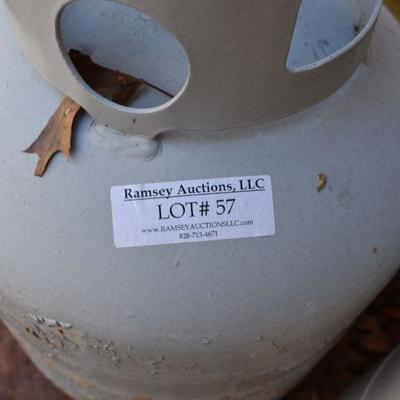 Ramsey Auctions, LLC
LOT# 57
www.RAMSEYAUCTIONSLLC.com
828-713-4671